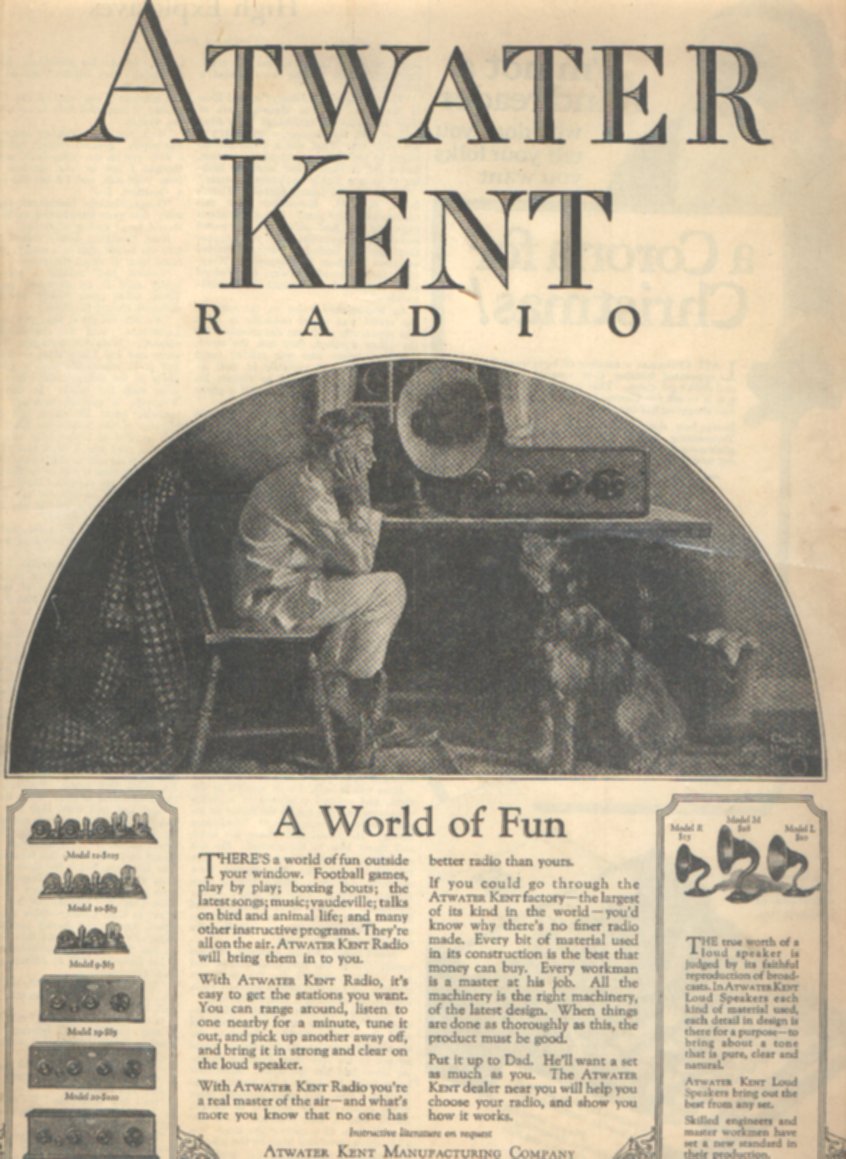 ATWATER
KENT
RADIO
A World of Fun
THERE'S a world of fun outside
your window. Football games,
play by play; boxing bouts; the
latest songs; music; vaudeville; talks
on bird and animal life; and many
other instructive programs. They're
all on the air. ATWATER KENT Radio
will bring them in to you.
With ATWATER KENT Radio, it's
easy to get the stations you want.
You can range around, listen to
one nearby for a minute, tune it
out, and pick up another away off,
and bring it in strong and clear on
the loud speaker.
With ATWATER KENT Radio you're
a real master of the air—and what's
more you know that no one has
better radio than yours.
If you could go through the
ATWATER KENT factory—the largest
of its kind in the world—you'd
know why there's no finer radio
made. Every bit of material used
in its construction is the best that
money can buy. Every workman
is a master at his job. All the
machinery is the right machinery,
of the latest design. When things
are done as thoroughly as this, the
product must be good.
Put it up to Dad. He'll want a set
as much as you. The ATWATER
KENT dealer near you will help you
choose your radio, and show you
how it works.
Instructive literature on request
ATWATER KENT MANUFACTURING COMPANY
Model
Model 10-$85
Model 9-$65
Model
Model
Model R
Model M
Model L
THE true worth of a
loud speaker is
judged by its faithful
reproduction of broad-
casts. In ATWATER KENT
Loud Speakers each
kind of material used,
each detail in design is
there for a purpose—to
bring about a tone
that is pure, clear and
natural.
ATWATER KENT Loud
Speakers bring out the
best from any set.
Skilled engineers and
master workmen have
set a new standard in
their production.